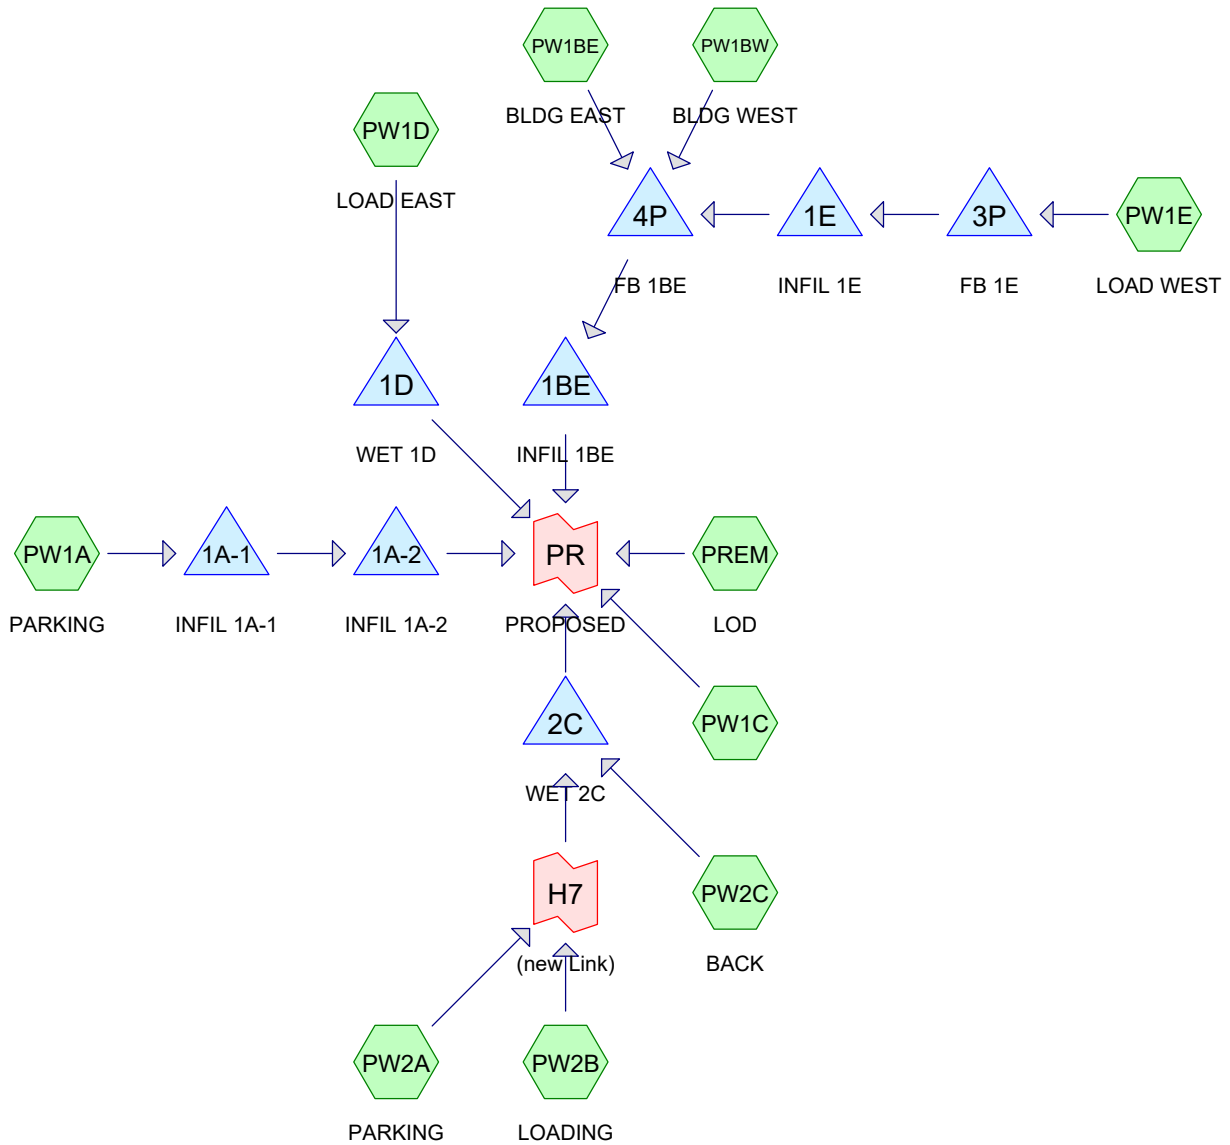 PW1BE
PW1BW
BLDG EAST
BLDG WEST
PW1D
LOAD EAST
4P
1E
3P
PW1E
FB 1BE
INFIL 1E
FB 1E
LOAD WEST
1D
1BE
WET 1D
INFIL 1BE
PW1A
1A-1
1A-2
PR
PREM
PARKING
INFIL 1A-1
INFIL 1A-2
PROPOSED
LOD
2C
PW1C
WET 2C
H7
PW2C
(new Link)
BACK
PW2A
PW2B
PARKING
LOADING